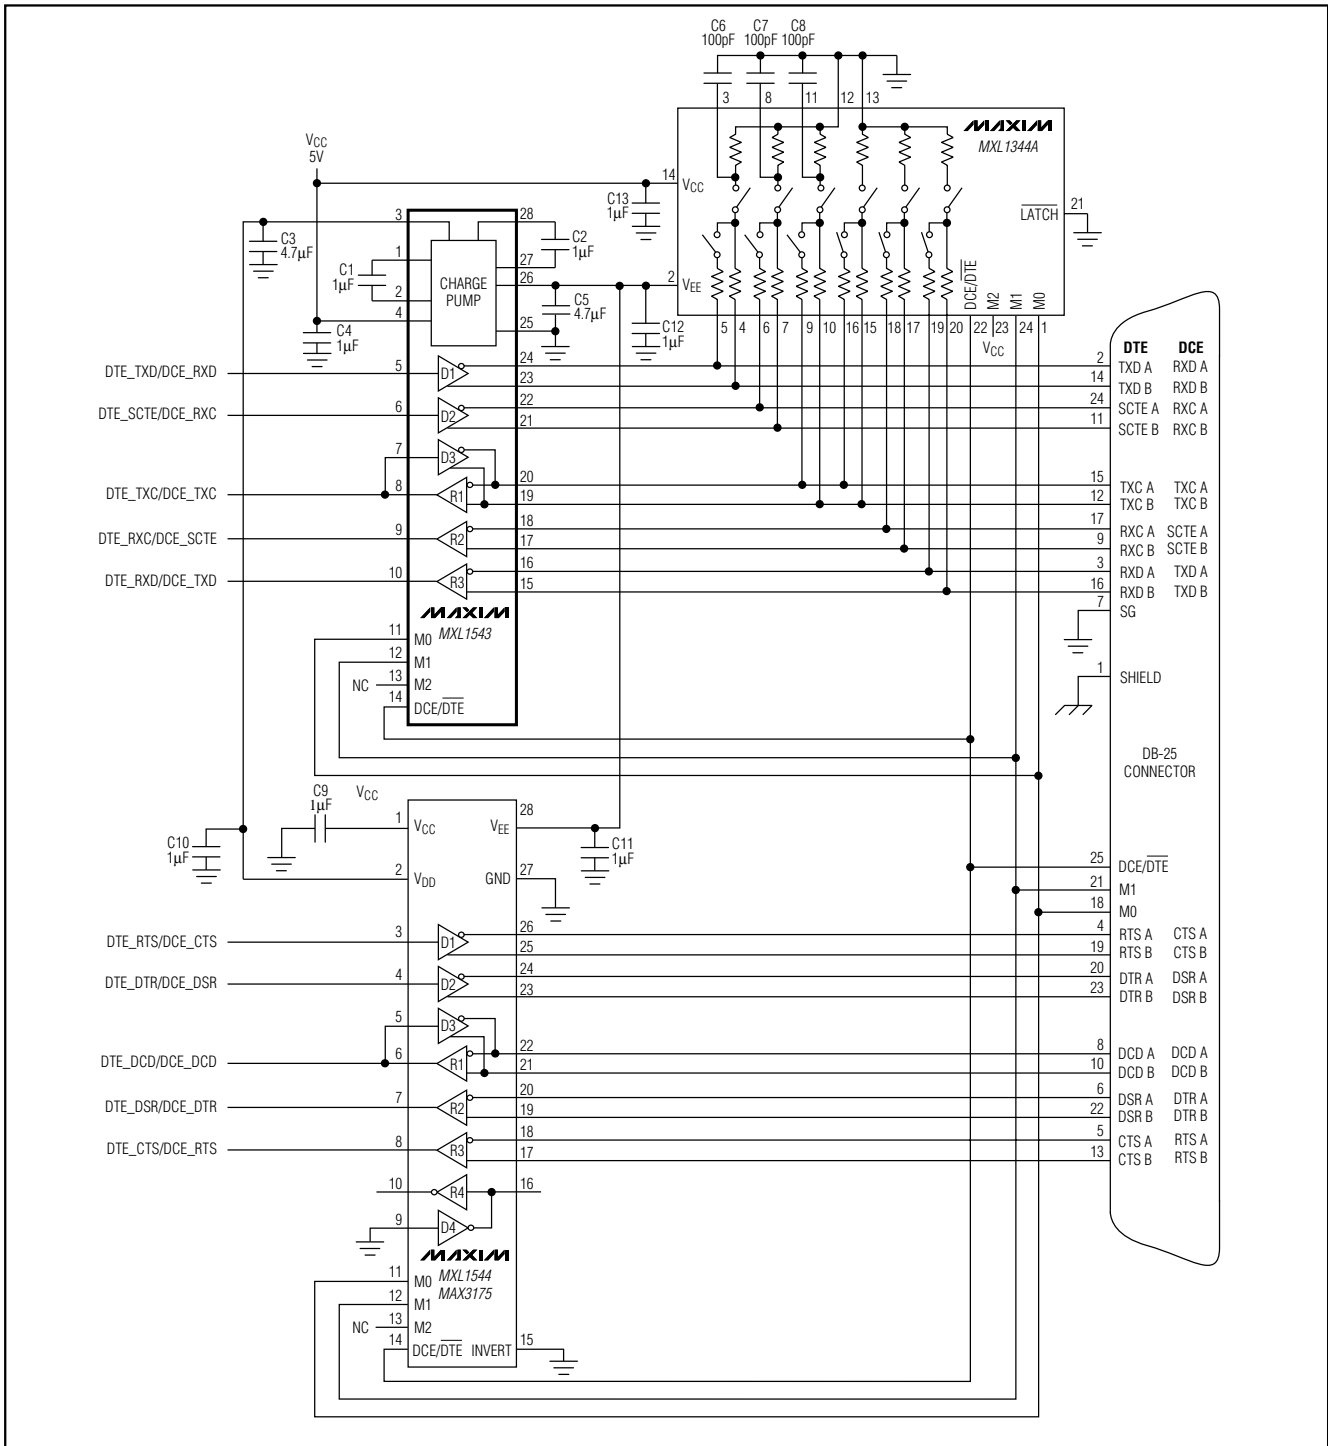 C6 C7 C8
100pF 100pF 100pF
3 8 11 12 13
MAXIM
MXL1344A
VCC
5V
14 VCC
C13
1µF
LATCH 21
3 28
C3
4.7µF
C2
1µF
1 27
C1
1µF
CHARGE
PUMP
26 2 VEE
DCE/DTE M2 M1 M0
2
4 25
C5
4.7µF
C4
1µF
C12
1µF
5 4 6 7 9 10 16 15 18 17 19 20 22 23 24 1
VCC
DTE DCE
DTE_TXD/DCE_RXD 5 D1 24 2 TXD A RXD A
23 14 TXD B RXD B
DTE_SCTE/DCE_RXC 6 D2 22 24 SCTE A RXC A
21 11 SCTE B RXC B
7 D3
DTE_TXC/DCE_TXC 8 R1 20 15 TXC A TXC A
19 12 TXC B TXC B
DTE_RXC/DCE_SCTE 9 R2 18 17 RXC A SCTE A
17 9 RXC B SCTE B
DTE_RXD/DCE_TXD 10 R3 16 3 RXD A TXD A
15 16 RXD B TXD B
7 SG
MAXIM
MXL1543
11 M0
12 M1
NC 13 M2
14 DCE/DTE
1 SHIELD
DB-25
CONNECTOR
C9
1µF
VCC
1 VCC VEE 28
C10
1µF
C11
1µF
2 VDD GND 27
25 DCE/DTE
21 M1
18 M0
DTE_RTS/DCE_CTS 3 D1 26 4 RTS A CTS A
25 19 RTS B CTS B
DTE_DTR/DCE_DSR 4 D2 24 20 DTR A DSR A
23 23 DTR B DSR B
5 D3
DTE_DCD/DCE_DCD 6 R1 22 8 DCD A DCD A
21 10 DCD B DCD B
DTE_DSR/DCE_DTR 7 R2 20 6 DSR A DTR A
19 22 DSR B DTR B
DTE_CTS/DCE_RTS 8 R3 18 5 CTS A RTS A
17 13 CTS B RTS B
10 R4 16
9 D4
MAXIM
MXL1544
MAX3175
11 M0
12 M1
NC 13 M2
14 DCE/DTE INVERT 15